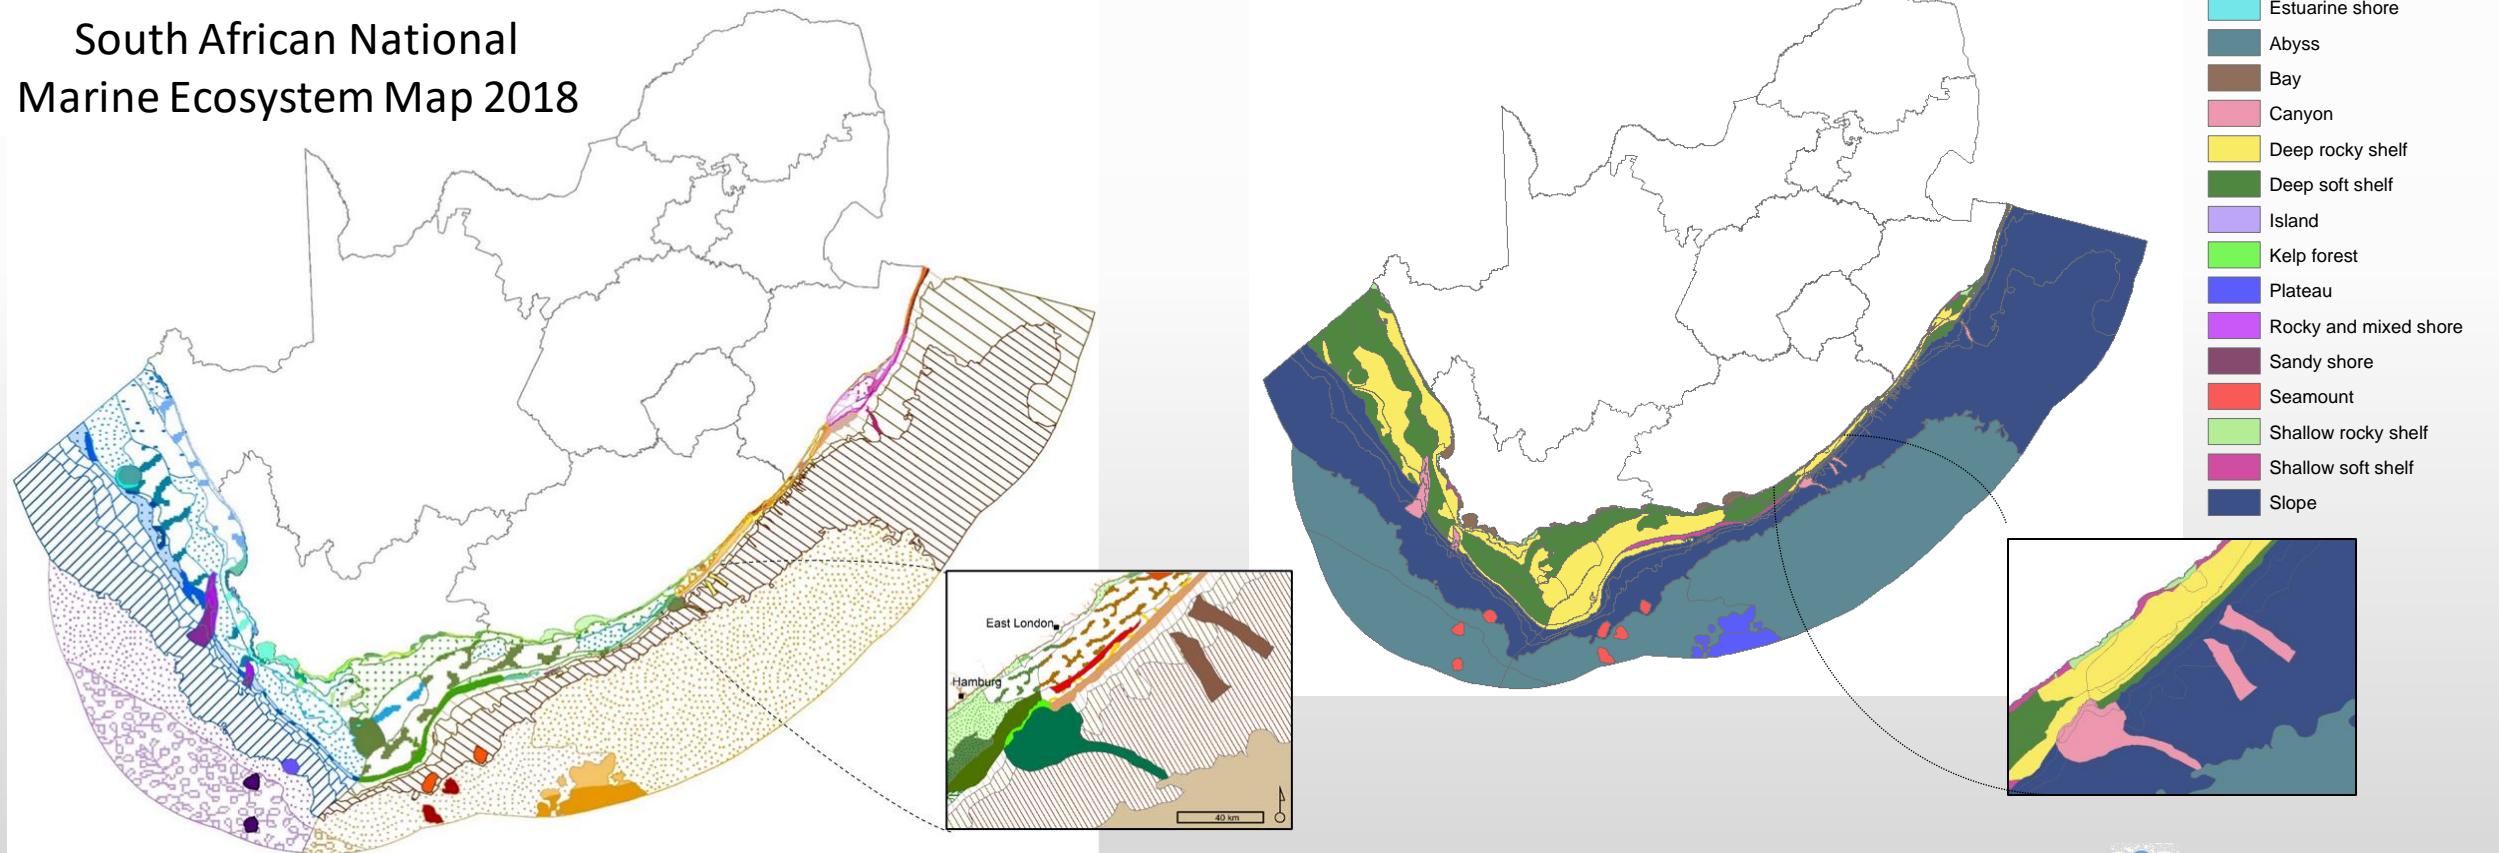 South African National
Marine Ecosystem Map 2018
East London
Hamburg
40 km
Estuarine shore
Abyss
Bay
Canyon
Deep rocky shelf
Deep soft shelf
Island
Kelp forest
Plateau
Rocky and mixed shore
Sandy shore
Seamount
Shallow rocky shelf
Shallow soft shelf
Slope